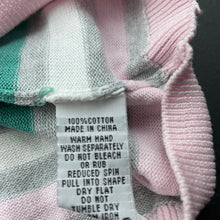 100%COTTON
MADE IN CHINA
WARM HAND
WASH SEPARATELY
DO NOT BLEACH
OR RUB
REDUCED SPIN
PULL INTO SHAPE
DRY FLAT
DO NOT
TUMBLE DRY
IRON